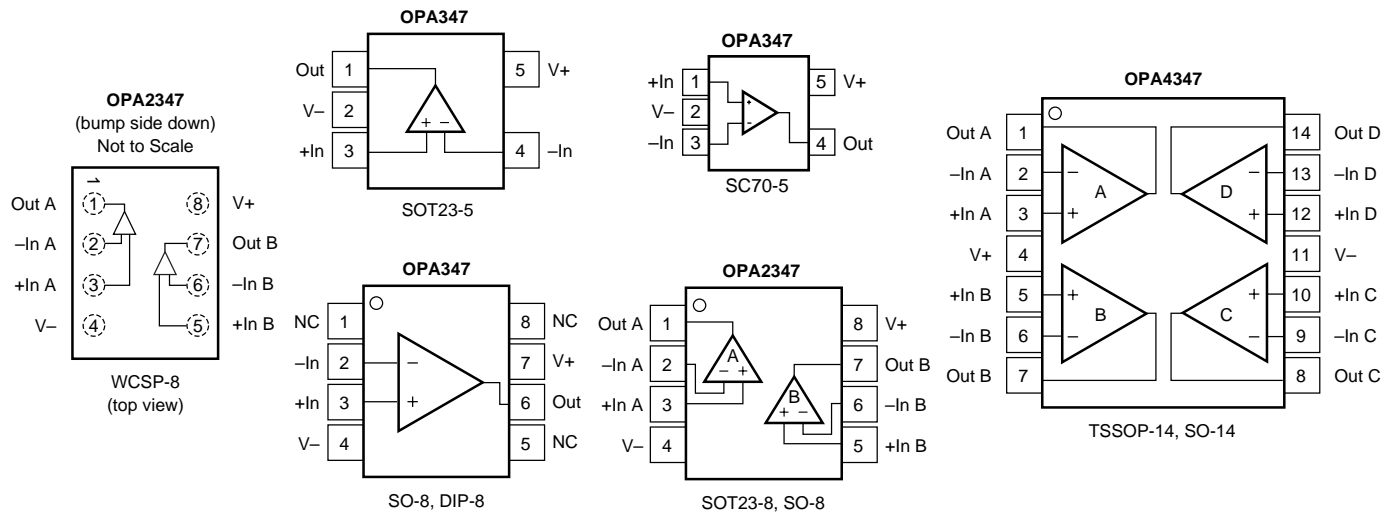 OPA2347
(bump side down)
Not to Scale
1
Out A 1 8 V+
–In A 2 7 Out B
+In A 3 6 –In B
V– 4 5 +In B
WCSP-8
(top view)
OPA347
Out 1 5 V+
V– 2
+ –
+In 3 4 –In
SOT23-5
OPA347
+In 1 5 V+
+
V– 2
-
–In 3 4 Out
SC70-5
OPA347
NC 1 8 NC
–In 2 – 7 V+
+In 3 + 6 Out
V– 4 5 NC
SO-8, DIP-8
OPA2347
Out A 1 8 V+
A
–In A 2 – + 7 Out B
B
+In A 3 + – 6 –In B
V– 4 5 +In B
SOT23-8, SO-8
OPA4347
Out A 1 14 Out D
–In A 2 – – 13 –In D
A D
+In A 3 + + 12 +In D
V+ 4 11 V–
+In B 5 + + 10 +In C
B C
–In B 6 – – 9 –In C
Out B 7 8 Out C
TSSOP-14, SO-14